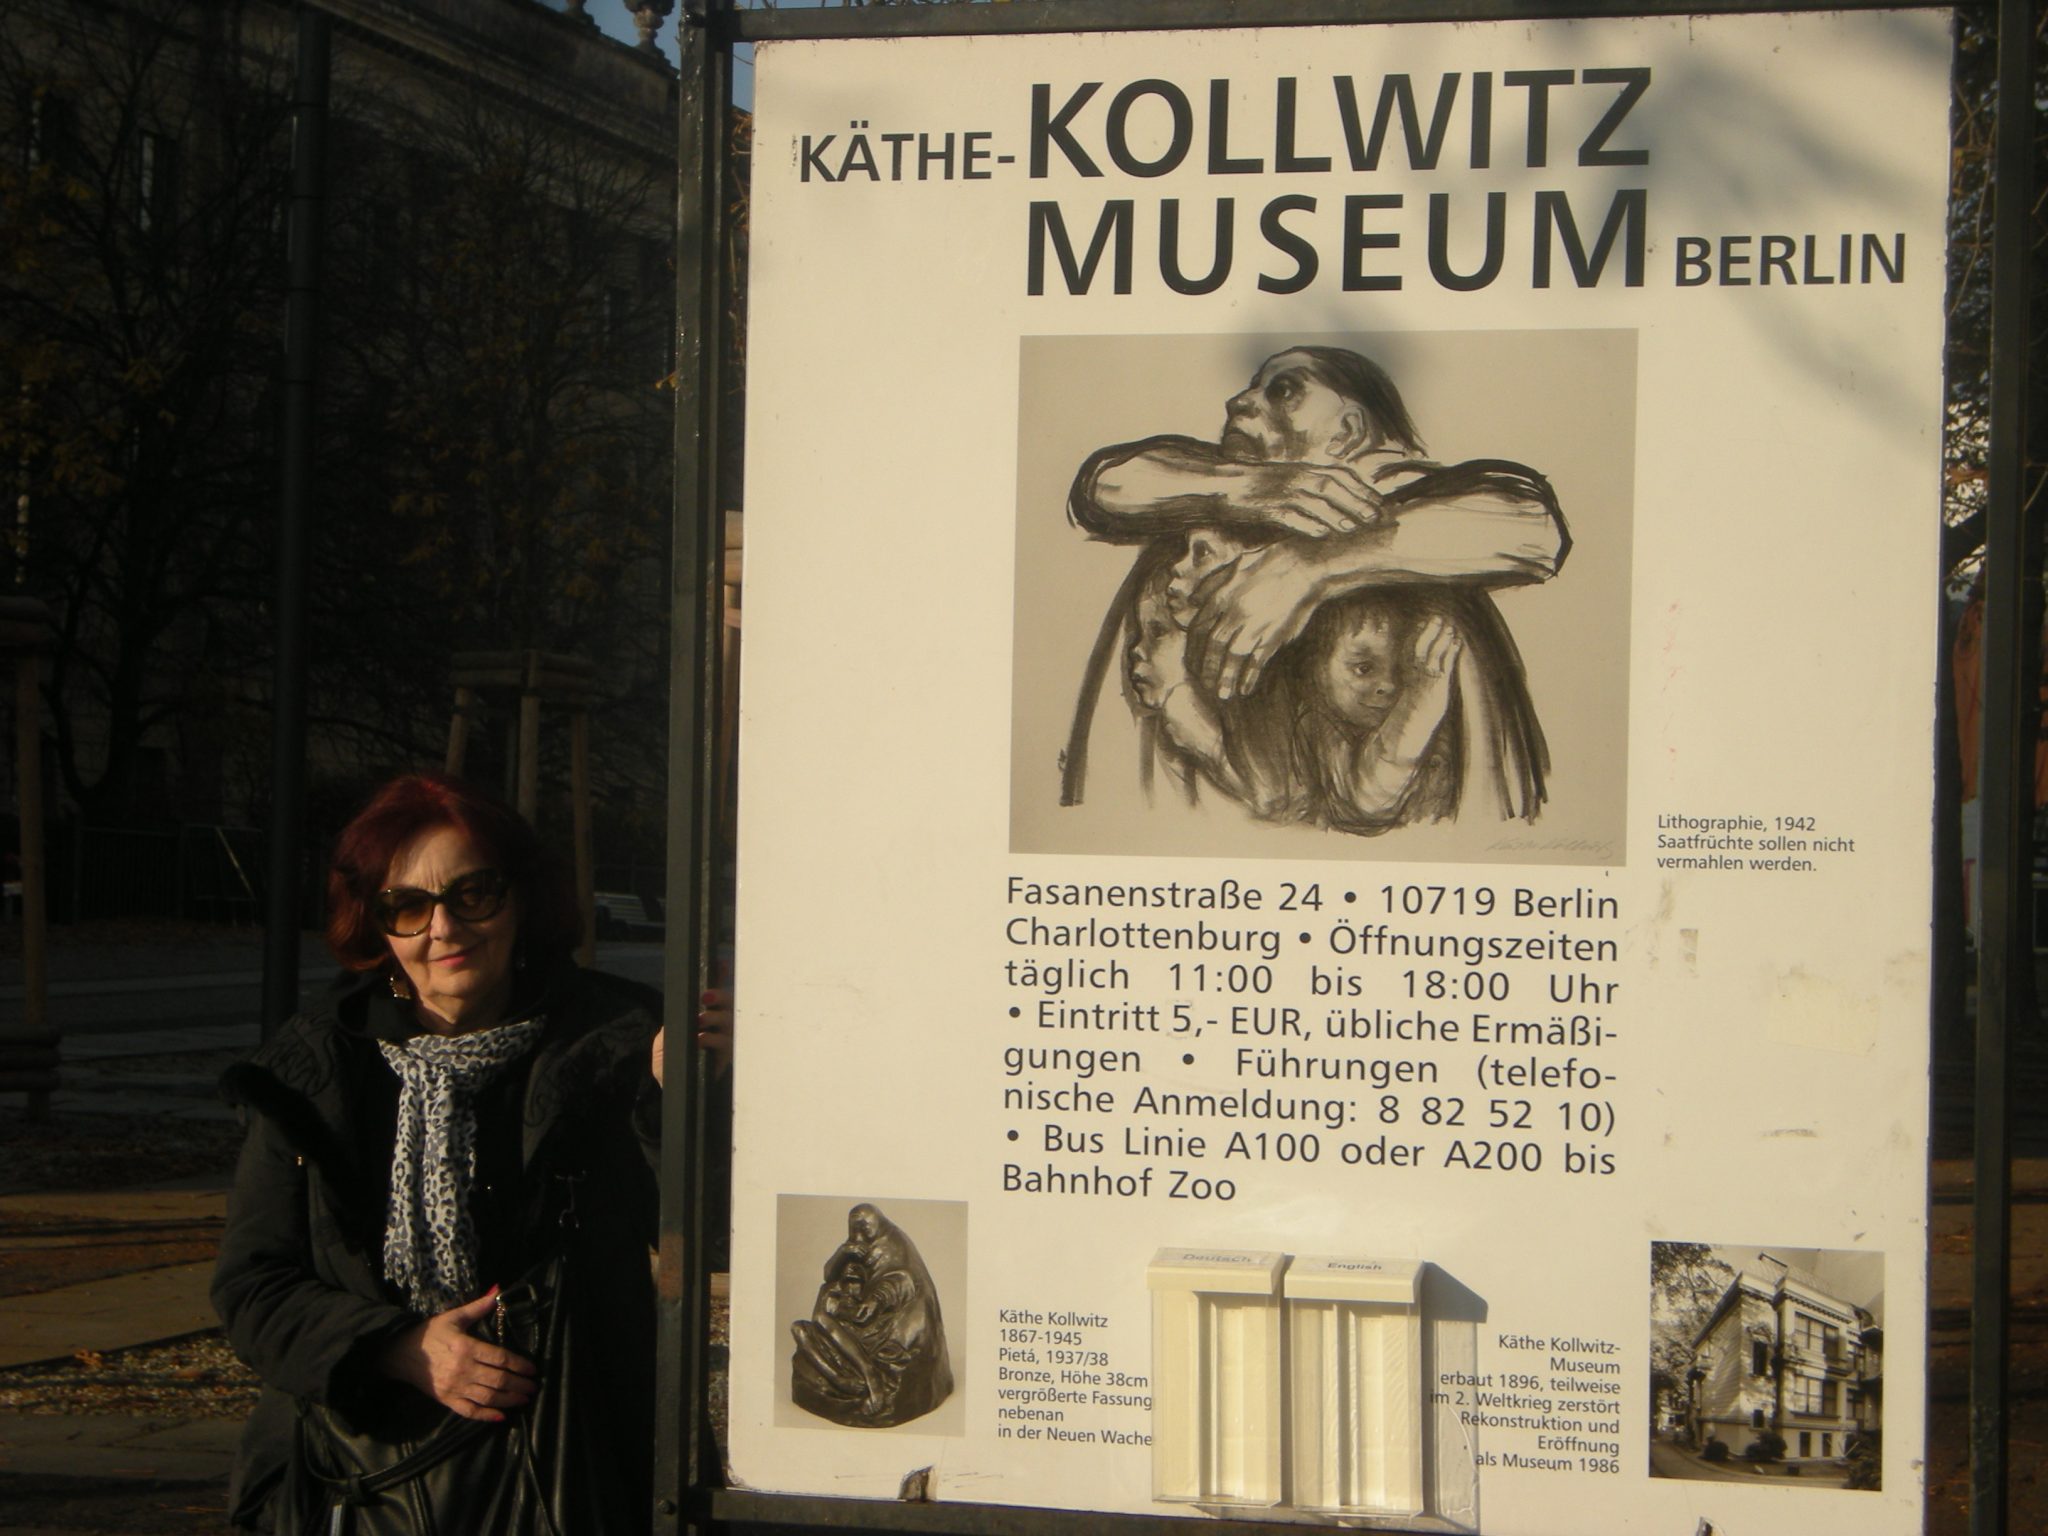 KÄTHE-KOLLWITZ
MUSEUM BERLIN
Lithographie, 1942
Saatfrüchte sollen nicht
vermahlen werden.
Fasanenstraße 24 • 10719 Berlin
Charlottenburg • Öffnungszeiten
täglich 11:00 bis 18:00 Uhr
• Eintritt 5,- EUR, übliche Ermäßi-
gungen • Führungen (telefo-
nische Anmeldung: 8 82 52 10)
• Bus Linie A100 oder A200 bis
Bahnhof Zoo
Käthe Kollwitz
1867-1945
Pietá, 1937/38
Bronze, Höhe 38cm
vergrößerte Fassung
nebenan
in der Neuen Wache
Deutsch
English
Käthe Kollwitz-
Museum
erbaut 1896, teilweise
im 2. Weltkrieg zerstört
Rekonstruktion und
Eröffnung
als Museum 1986